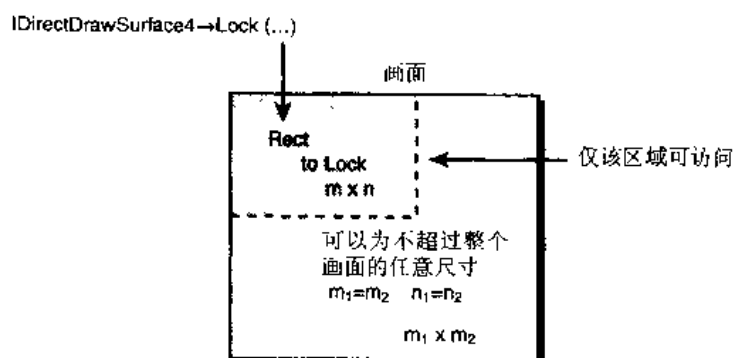 IDirectDrawSurface4→Lock (...)
画面
Rect
to Lock
m x n
仅该区域可访问
可以为不超过整个
画面的任意尺寸
m₁=m₂ n₁=n₂
m₁ x m₂